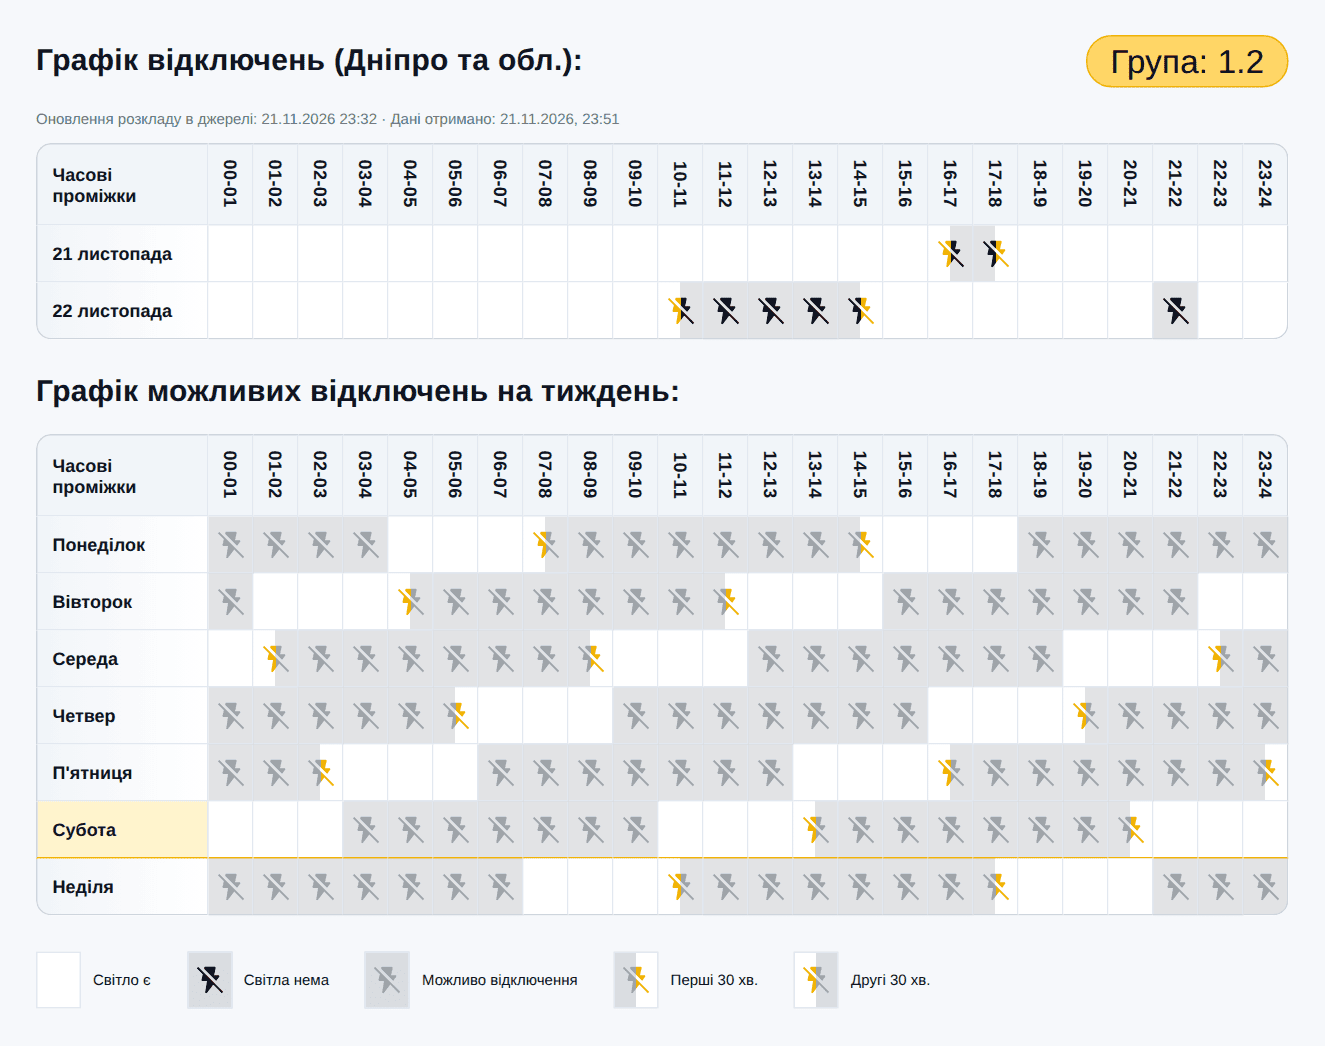 Графік відключень (Дніпро та обл.):
Група: 1.2
Оновлення розкладу в джерелі: 21.11.2026 23:32 · Дані отримано: 21.11.2026, 23:51
Часові
проміжки
00-01 01-02 02-03 03-04 04-05 05-06 06-07 07-08 08-09 09-10 10-11 11-12 12-13 13-14 14-15 15-16 16-17 17-18 18-19 19-20 20-21 21-22 22-23 23-24
21 листопада
22 листопада
Графік можливих відключень на тиждень:
Часові
проміжки
00-01 01-02 02-03 03-04 04-05 05-06 06-07 07-08 08-09 09-10 10-11 11-12 12-13 13-14 14-15 15-16 16-17 17-18 18-19 19-20 20-21 21-22 22-23 23-24
Понеділок
Вівторок
Середа
Четвер
П'ятниця
Субота
Неділя
Світло є
Світла нема
Можливо відключення
Перші 30 хв.
Другі 30 хв.